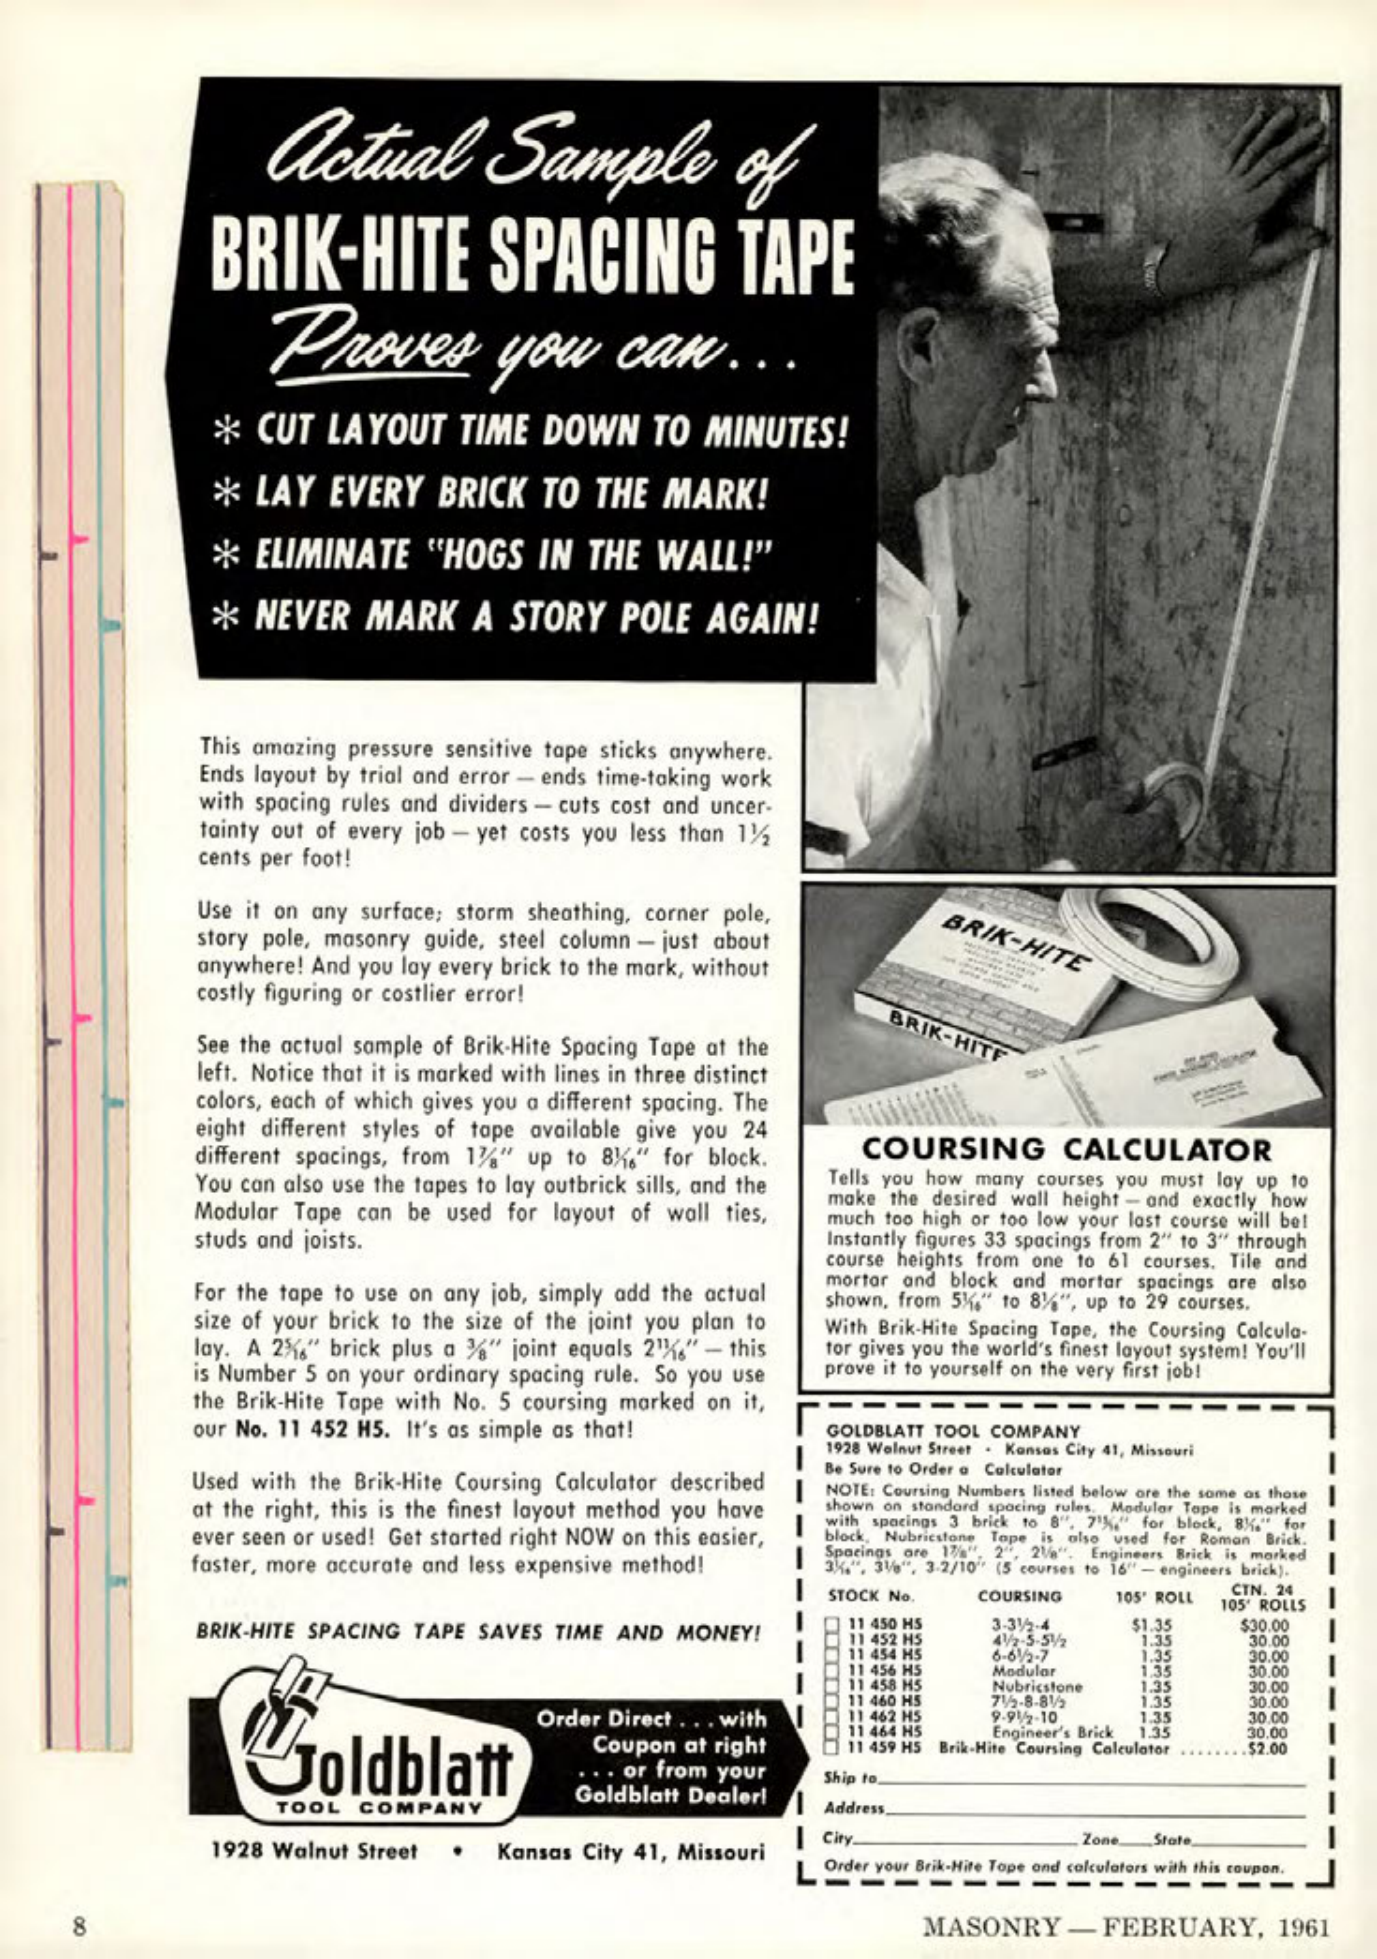 Actual Sample of
BRIK-HITE SPACING TAPE
Proves you can...
* CUT LAYOUT TIME DOWN TO MINUTES!
* LAY EVERY BRICK TO THE MARK!
* ELIMINATE "HOGS IN THE WALL!"
* NEVER MARK A STORY POLE AGAIN!
This amazing pressure sensitive tape sticks anywhere.
Ends layout by trial and error — ends time-taking work
with spacing rules and dividers — cuts cost and uncer-
tainty out of every job — yet costs you less than 1½
cents per foot!
Use it on any surface; storm sheathing, corner pole,
story pole, masonry guide, steel column — just about
anywhere! And you lay every brick to the mark, without
costly figuring or costlier error!
See the actual sample of Brik-Hite Spacing Tape at the
left. Notice that it is marked with lines in three distinct
colors, each of which gives you a different spacing. The
eight different styles of tape available give you 24
different spacings, from 1⅞" up to 8¹⁄₁₆" for block.
You can also use the tapes to lay outbrick sills, and the
Modular Tape can be used for layout of wall ties,
studs and joists.
For the tape to use on any job, simply add the actual
size of your brick to the size of the joint you plan to
lay. A 2⁵⁄₁₆" brick plus a ⅜" joint equals 2¹¹⁄₁₆" — this
is Number 5 on your ordinary spacing rule. So you use
the Brik-Hite Tape with No. 5 coursing marked on it,
our No. 11 452 H5. It's as simple as that!
Used with the Brik-Hite Coursing Calculator described
at the right, this is the finest layout method you have
ever seen or used! Get started right NOW on this easier,
faster, more accurate and less expensive method!
BRIK-HITE SPACING TAPE SAVES TIME AND MONEY!
Goldblatt
TOOL COMPANY
Order Direct . . . with
Coupon at right
. . . or from your
Goldblatt Dealer!
1928 Walnut Street • Kansas City 41, Missouri
BRIK-HITE
BRIK-HITE
COURSING CALCULATOR
Tells you how many courses you must lay up to
make the desired wall height — and exactly how
much too high or too low your last course will be!
Instantly figures 33 spacings from 2" to 3" through
course heights from one to 61 courses. Tile and
mortar and block and mortar spacings are also
shown, from 5¹⁄₁₆" to 8⅛", up to 29 courses.
With Brik-Hite Spacing Tape, the Coursing Calcula-
tor gives you the world's finest layout system! You'll
prove it to yourself on the very first job!
GOLDBLATT TOOL COMPANY
1928 Walnut Street • Kansas City 41, Missouri
Be Sure to Order a Calculator
NOTE: Coursing Numbers listed below are the same as those
shown on standard spacing rules. Modular Tape is marked
with spacings 3 brick to 8", 7¹⁵⁄₁₆" for block, 8¹⁄₁₆" for
block. Nubricstone Tape is also used for Roman Brick.
Spacings are 1⅞", 2", 2⅛". Engineers Brick is marked
3¹⁄₁₆", 3⅛", 3-2/10" (5 courses to 16" — engineers brick).
STOCK No. COURSING 105' ROLL CTN. 24 105' ROLLS
11 450 H5 3-3½-4 $1.35 $30.00
11 452 H5 4½-5-5½ 1.35 30.00
11 454 H5 6-6½-7 1.35 30.00
11 456 H5 Modular 1.35 30.00
11 458 H5 Nubricstone 1.35 30.00
11 460 H5 7½-8-8½ 1.35 30.00
11 462 H5 9-9½-10 1.35 30.00
11 464 H5 Engineer's Brick 1.35 30.00
11 459 H5 Brik-Hite Coursing Calculator ........$2.00
Ship to
Address
City Zone State
Order your Brik-Hite Tape and calculators with this coupon.
8
MASONRY — FEBRUARY, 1961